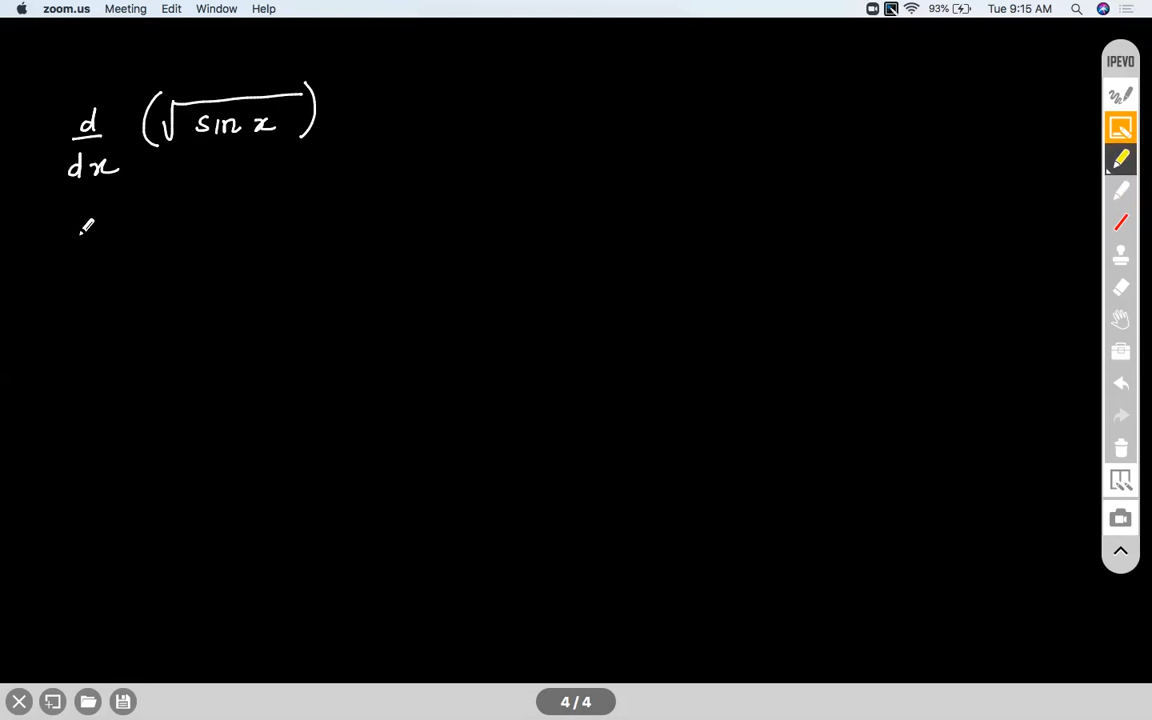 zoom.us Meeting Edit Window Help 93% Tue 9:15 AM
IPEVO
d/dx (√sin x)
4 / 4